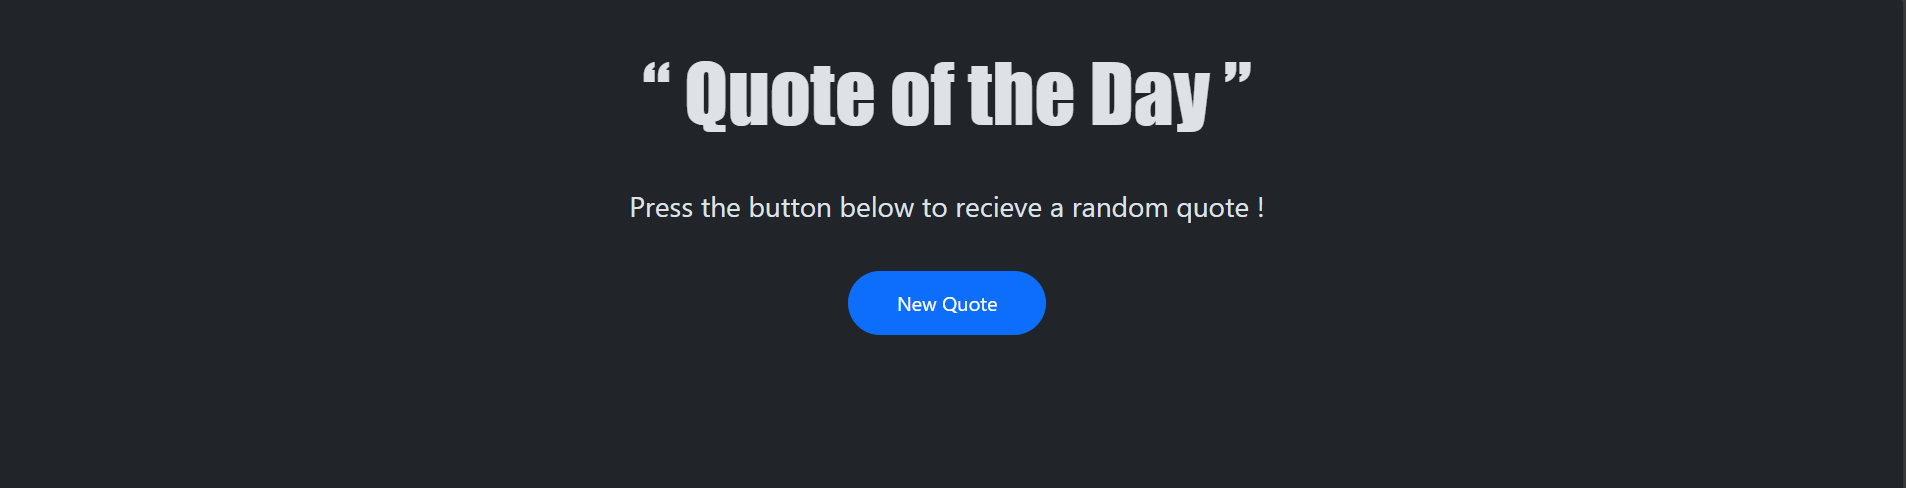 “ Quote of the Day ”
Press the button below to recieve a random quote !
New Quote